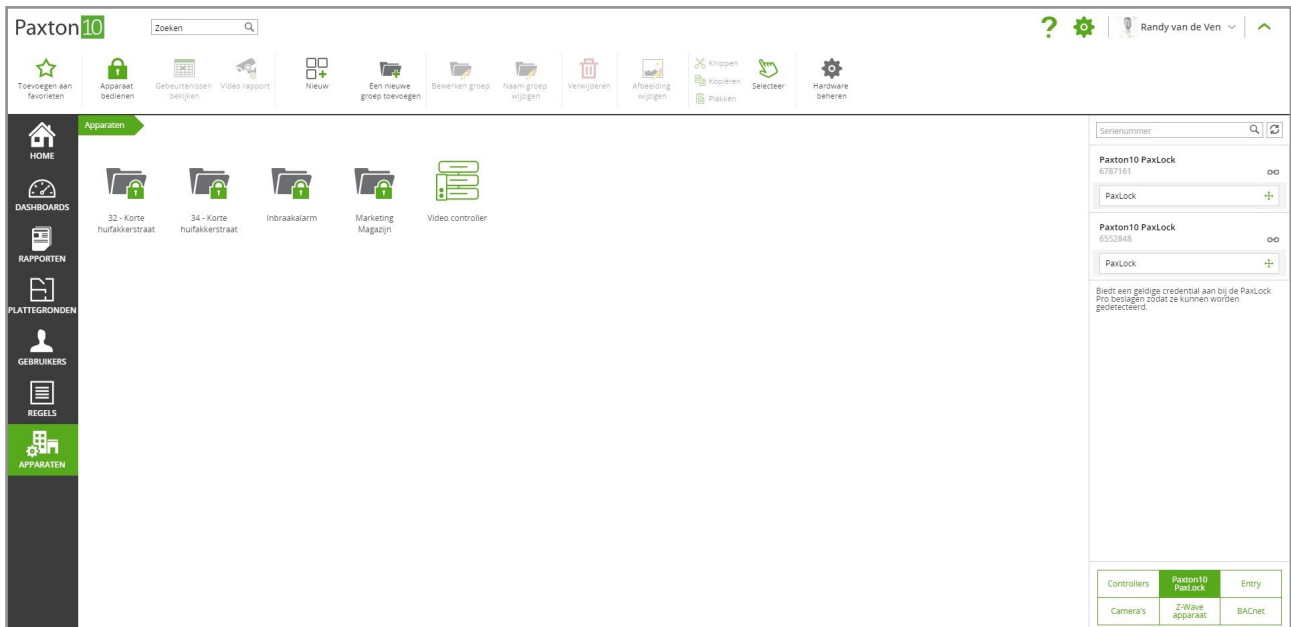 Paxton10
Zoeken
Randy van de Ven
Toevoegen aan
favorieten
Apparaat
bedienen
Gebeurtenissen
bekijken
Video rapport
Nieuw
Een nieuwe
groep toevoegen
Bewerken groep
Naam groep
wijzigen
Verwijderen
Afbeelding
wijzigen
Knippen
Kopiëren
Plakken
Selecteer
Hardware
beheren
HOME
DASHBOARDS
RAPPORTEN
PLATTEGRONDEN
GEBRUIKERS
REGELS
APPARATEN
Apparaten
32 - Korte
huifakkerstraat
34 - Korte
huifakkerstraat
Inbraakalarm
Marketing
Magazijn
Video controller
Serienummer
Paxton10 PaxLock
6787161
PaxLock
Paxton10 PaxLock
6552848
PaxLock
Biedt een geldige credential aan bij de PaxLock
Pro beslagen zodat ze kunnen worden
gedetecteerd.
Controllers
Paxton10
PaxLock
Entry
Camera's
Z-Wave
apparaat
BACnet